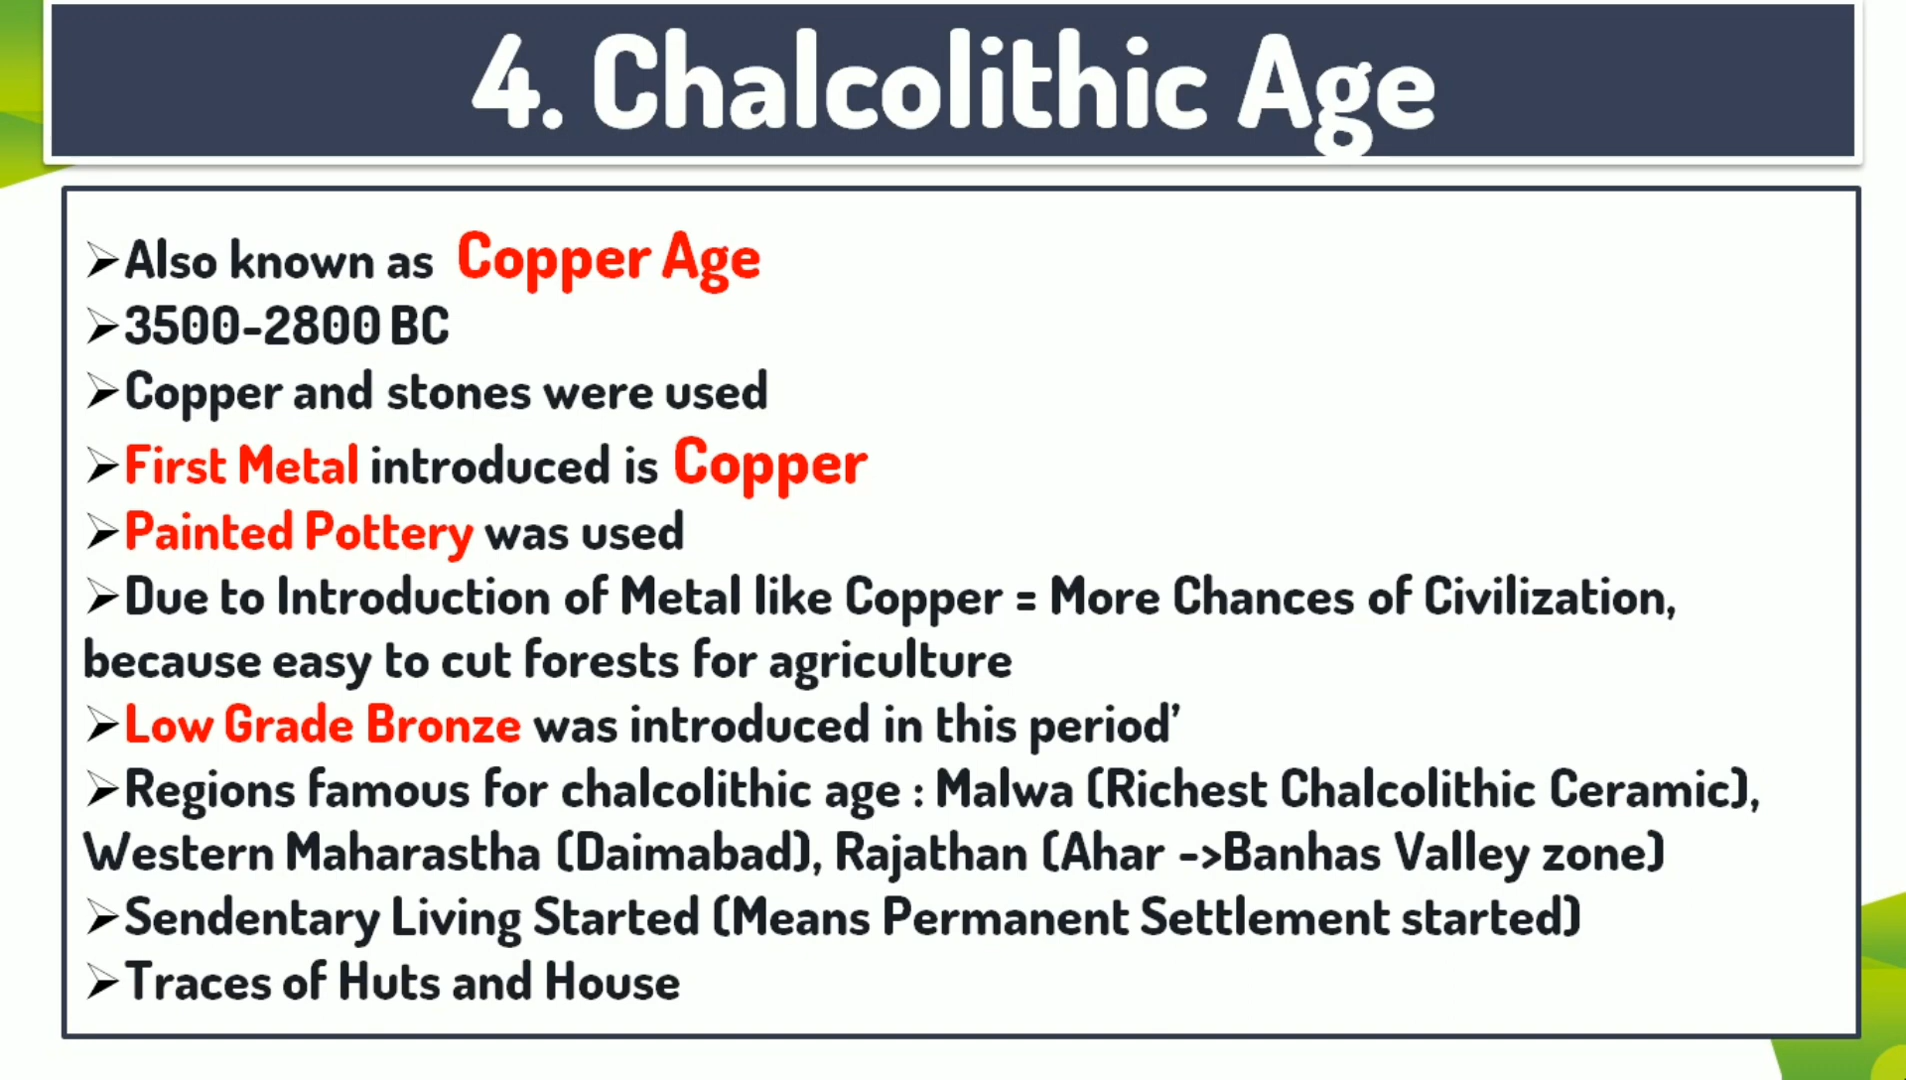 4. Chalcolithic Age
➢Also known as Copper Age
➢3500-2800 BC
➢Copper and stones were used
➢First Metal introduced is Copper
➢Painted Pottery was used
➢Due to Introduction of Metal like Copper = More Chances of Civilization,
because easy to cut forests for agriculture
➢Low Grade Bronze was introduced in this period’
➢Regions famous for chalcolithic age : Malwa (Richest Chalcolithic Ceramic),
Western Maharastha (Daimabad), Rajathan (Ahar ->Banhas Valley zone)
➢Sendentary Living Started (Means Permanent Settlement started)
➢Traces of Huts and House